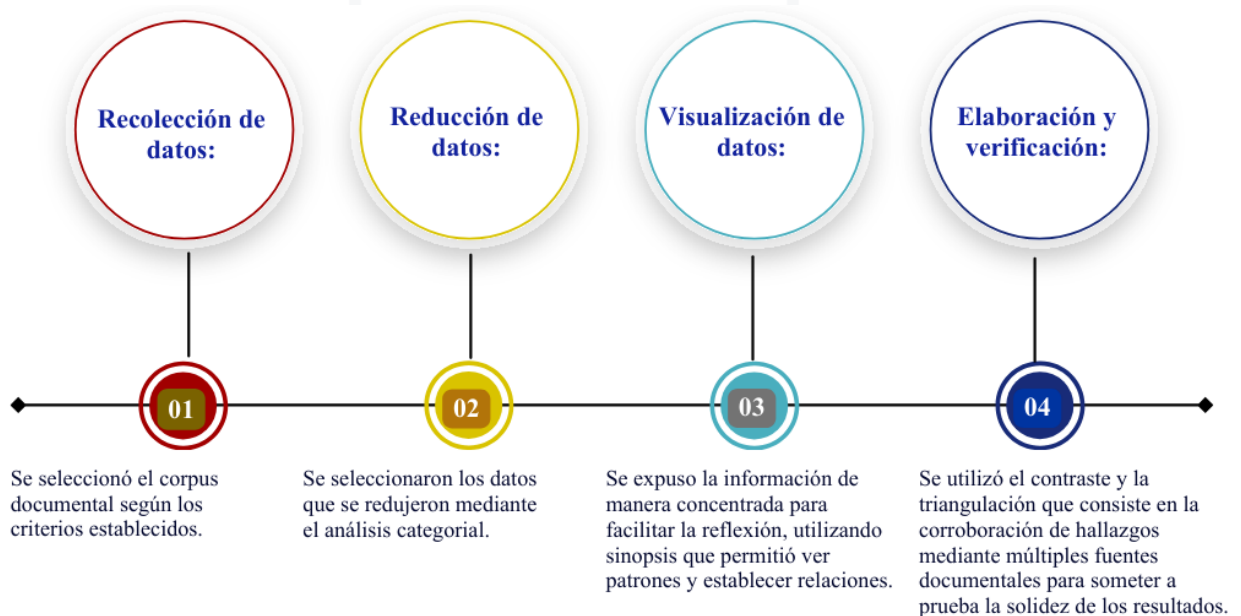 Recolección de
datos:
Reducción de
datos:
Visualización de
datos:
Elaboración y
verificación:
01
02
03
04
Se seleccionó el corpus
documental según los
criterios establecidos.
Se seleccionaron los datos
que se redujeron mediante
el análisis categorial.
Se expuso la información de
manera concentrada para
facilitar la reflexión, utilizando
sinopsis que permitió ver
patrones y establecer relaciones.
Se utilizó el contraste y la
triangulación que consiste en la
corroboración de hallazgos
mediante múltiples fuentes
documentales para someter a
prueba la solidez de los resultados.